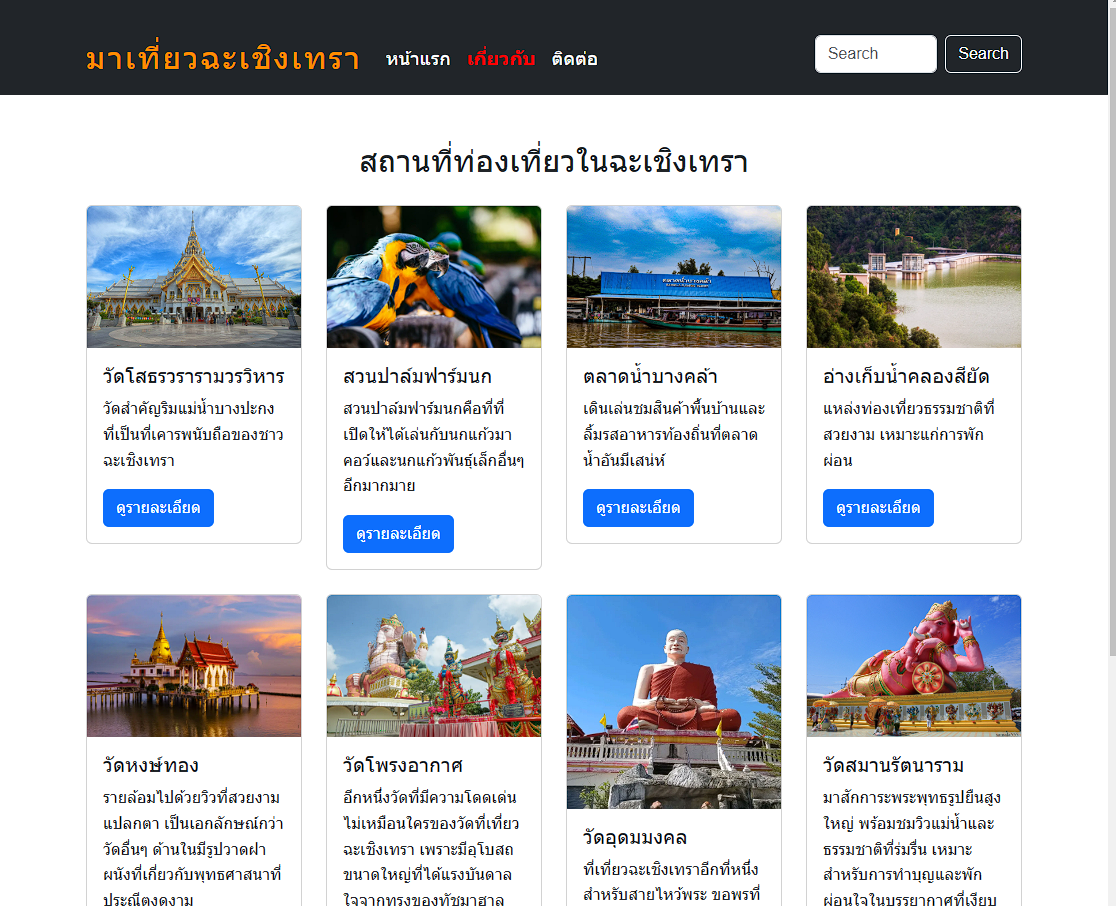 มาเที่ยวฉะเชิงเทรา
หน้าแรก เกี่ยวกับ ติดต่อ
Search
Search
สถานที่ท่องเที่ยวในฉะเชิงเทรา
วัดโสธรวรารามวรวิหาร
วัดสำคัญริมแม่น้ำบางปะกง
ที่เป็นที่เคารพนับถือของชาว
ฉะเชิงเทรา
ดูรายละเอียด
สวนปาล์มฟาร์มนก
สวนปาล์มฟาร์มนกคือที่ที่
เปิดให้ได้เล่นกับนกแก้วมา
คอว์และนกแก้วพันธุ์เล็กอื่นๆ
อีกมากมาย
ดูรายละเอียด
ตลาดน้ำบางคล้า
ตลาดน้ำบางคล้า
เดินเล่นชมสินค้าพื้นบ้านและ
ลิ้มรสอาหารท้องถิ่นที่ตลาด
น้ำอันมีเสน่ห์
ดูรายละเอียด
อ่างเก็บน้ำคลองสียัด
แหล่งท่องเที่ยวธรรมชาติที่
สวยงาม เหมาะแก่การพัก
ผ่อน
ดูรายละเอียด
วัดหงษ์ทอง
รายล้อมไปด้วยวิวที่สวยงาม
แปลกตา เป็นเอกลักษณ์กว่า
วัดอื่นๆ ด้านในมีรูปวาดฝา
ผนังที่เกี่ยวกับพุทธศาสนาที่
ประณีตงดงาม
วัดโพรงอากาศ
อีกหนึ่งวัดที่มีความโดดเด่น
ไม่เหมือนใครของวัดที่เที่ยว
ฉะเชิงเทรา เพราะมีอุโบสถ
ขนาดใหญ่ที่ได้แรงบันดาล
ใจจากทรงของทัชมาฮาล
วัดอุดมมงคล
ที่เที่ยวฉะเชิงเทราอีกที่หนึ่ง
สำหรับสายไหว้พระ ขอพรที่
วัดสมานรัตนาราม
มาสักการะพระพุทธรูปยืนสูง
ใหญ่ พร้อมชมวิวแม่น้ำและ
ธรรมชาติที่ร่มรื่น เหมาะ
สำหรับการทำบุญและพัก
ผ่อนใจในบรรยากาศที่เงียบ